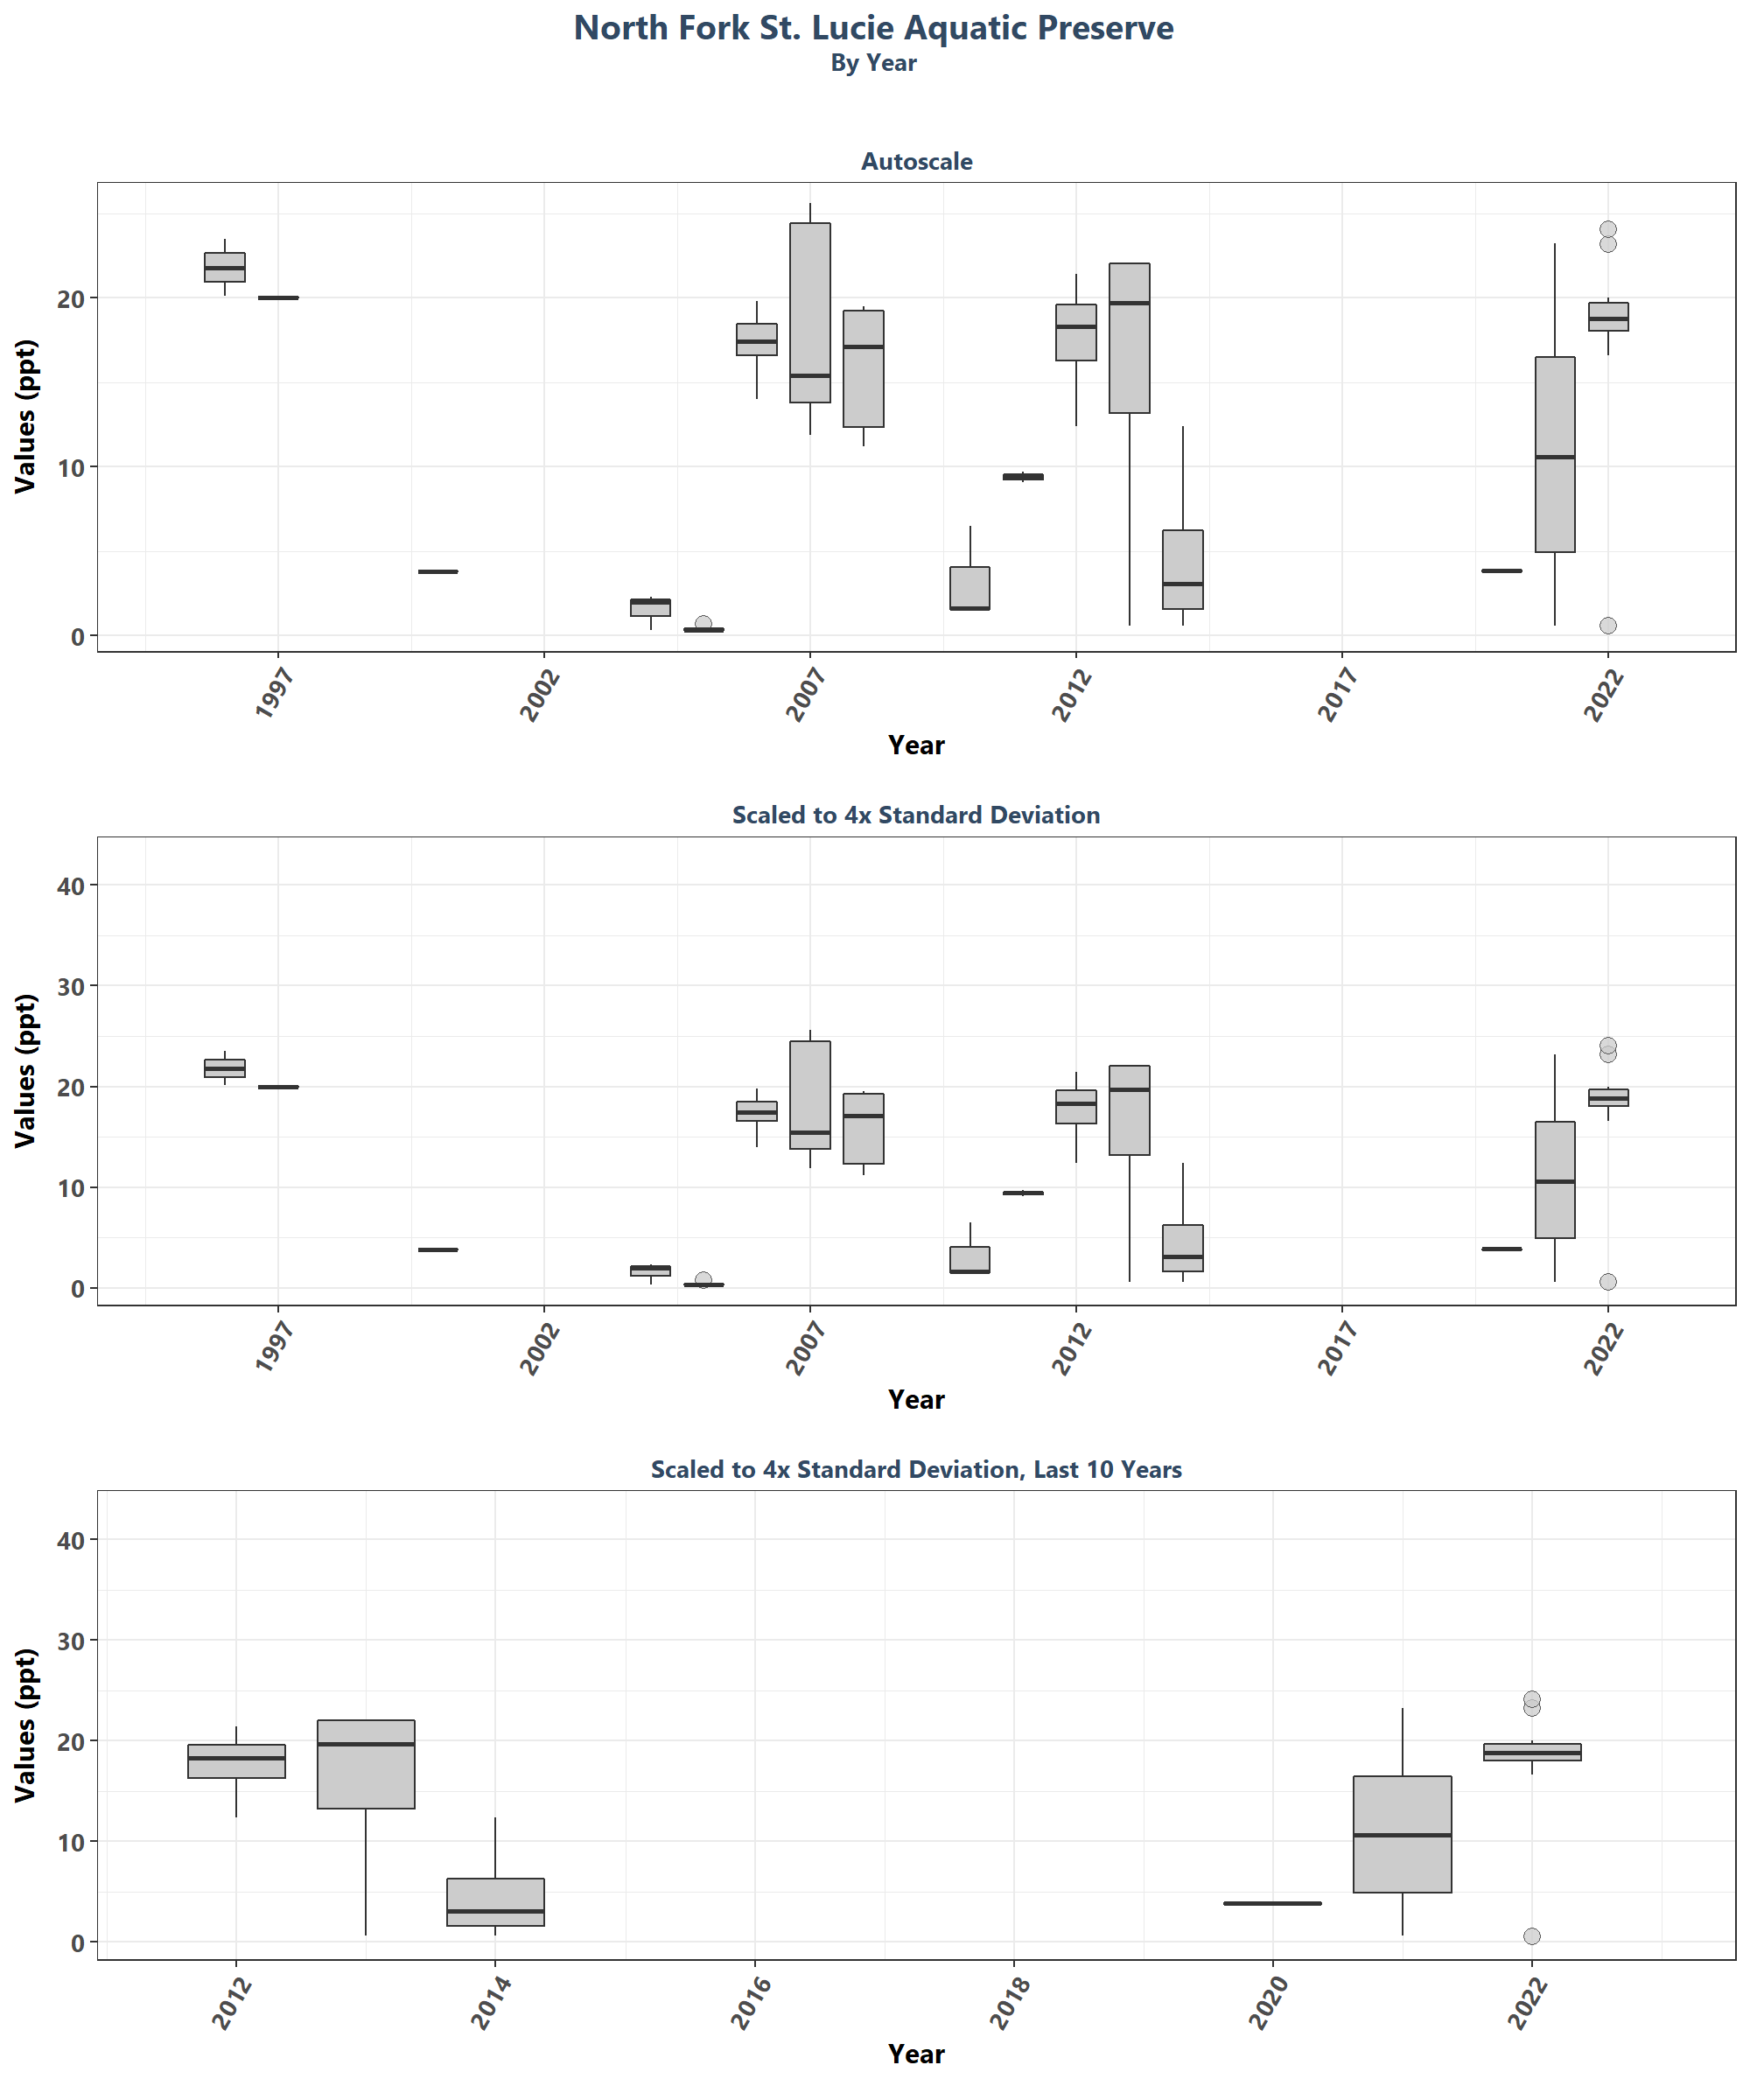 North Fork St. Lucie Aquatic Preserve
By Year
Autoscale
Values (ppt)
20
10
0
1997 2002 2007 2012 2017 2022
Year
Scaled to 4x Standard Deviation
Values (ppt)
40
30
20
10
0
1997 2002 2007 2012 2017 2022
Year
Scaled to 4x Standard Deviation, Last 10 Years
Values (ppt)
40
30
20
10
0
2012 2014 2016 2018 2020 2022
Year